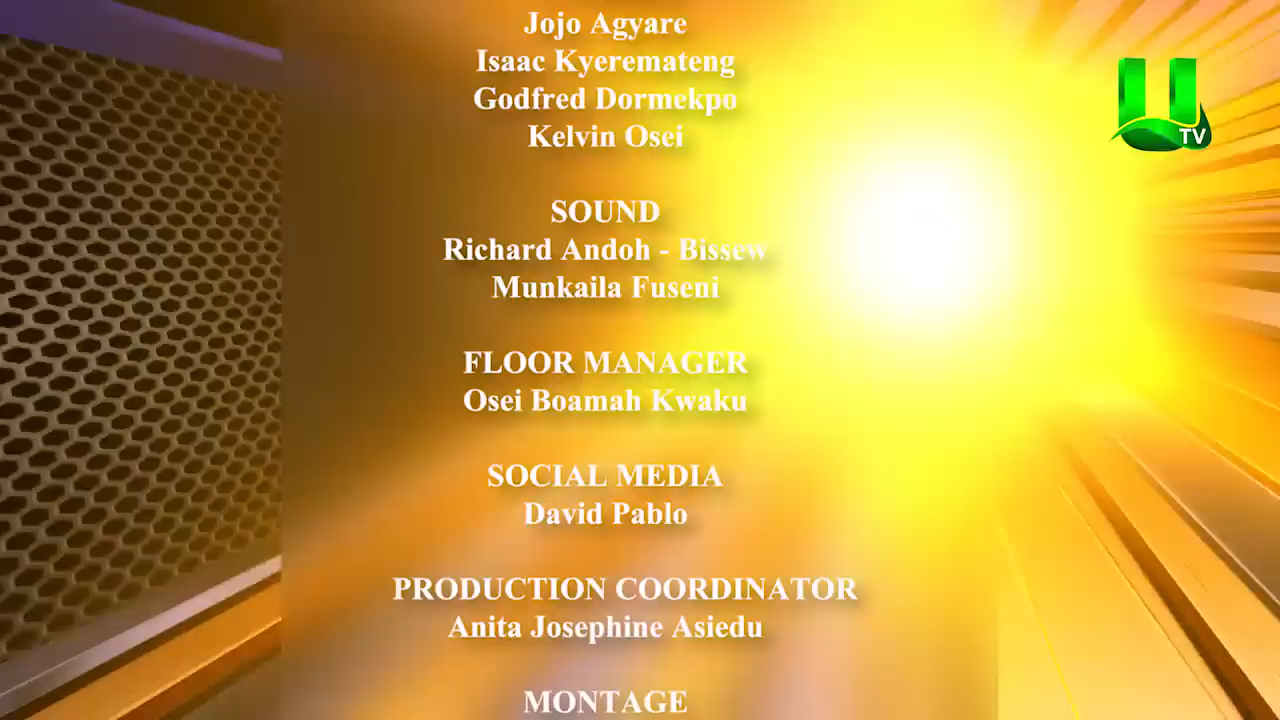 Jojo Agyare
Isaac Kyeremateng
Godfred Dormekpo
Kelvin Osei
SOUND
Richard Andoh - Bissew
Munkaila Fuseni
FLOOR MANAGER
Osei Boamah Kwaku
SOCIAL MEDIA
David Pablo
PRODUCTION COORDINATOR
Anita Josephine Asiedu
MONTAGE
U
TV